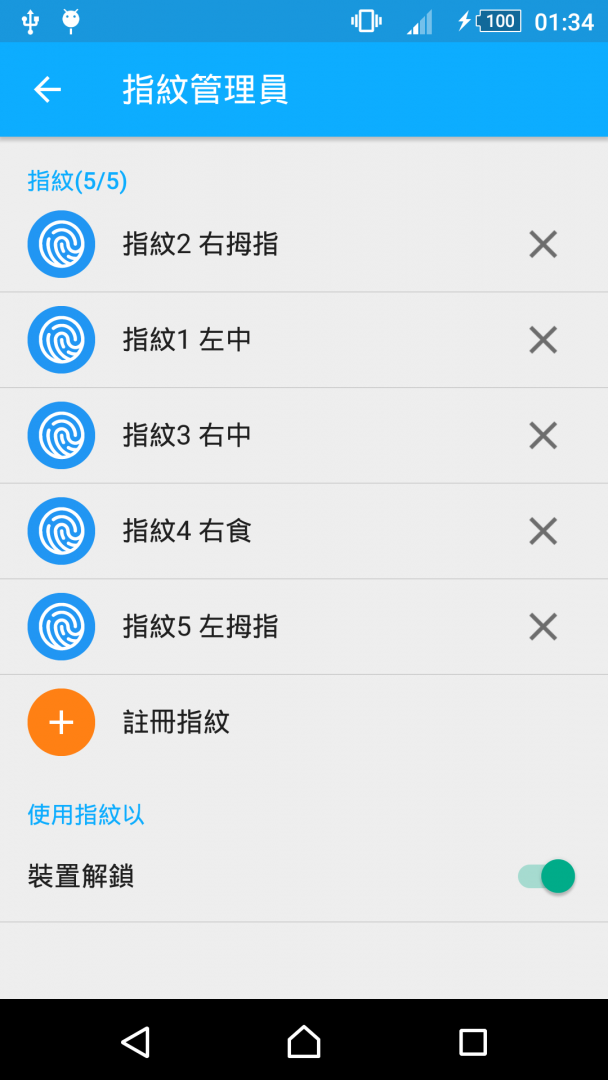 100 01:34
指紋管理員
指紋(5/5)
指紋2 右拇指
指紋1 左中
指紋3 右中
指紋4 右食
指紋5 左拇指
註冊指紋
使用指紋以
裝置解鎖